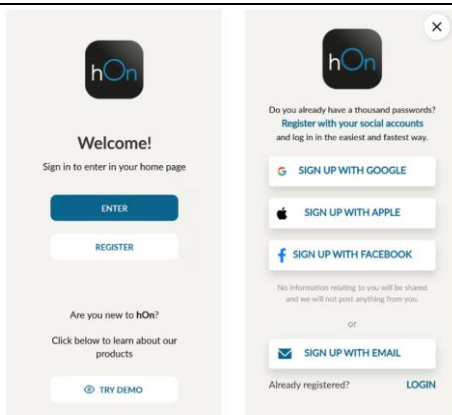 hOn
Welcome!
Sign in to enter in your home page
ENTER
REGISTER
Are you new to hOn?
Click below to learn about our
products
TRY DEMO
hOn
Do you already have a thousand passwords?
Register with your social accounts
and log in in the easiest and fastest way.
SIGN UP WITH GOOGLE
SIGN UP WITH APPLE
SIGN UP WITH FACEBOOK
No information relating to you will be shared
and we will not post anything from you.
or
SIGN UP WITH EMAIL
Already registered? LOGIN